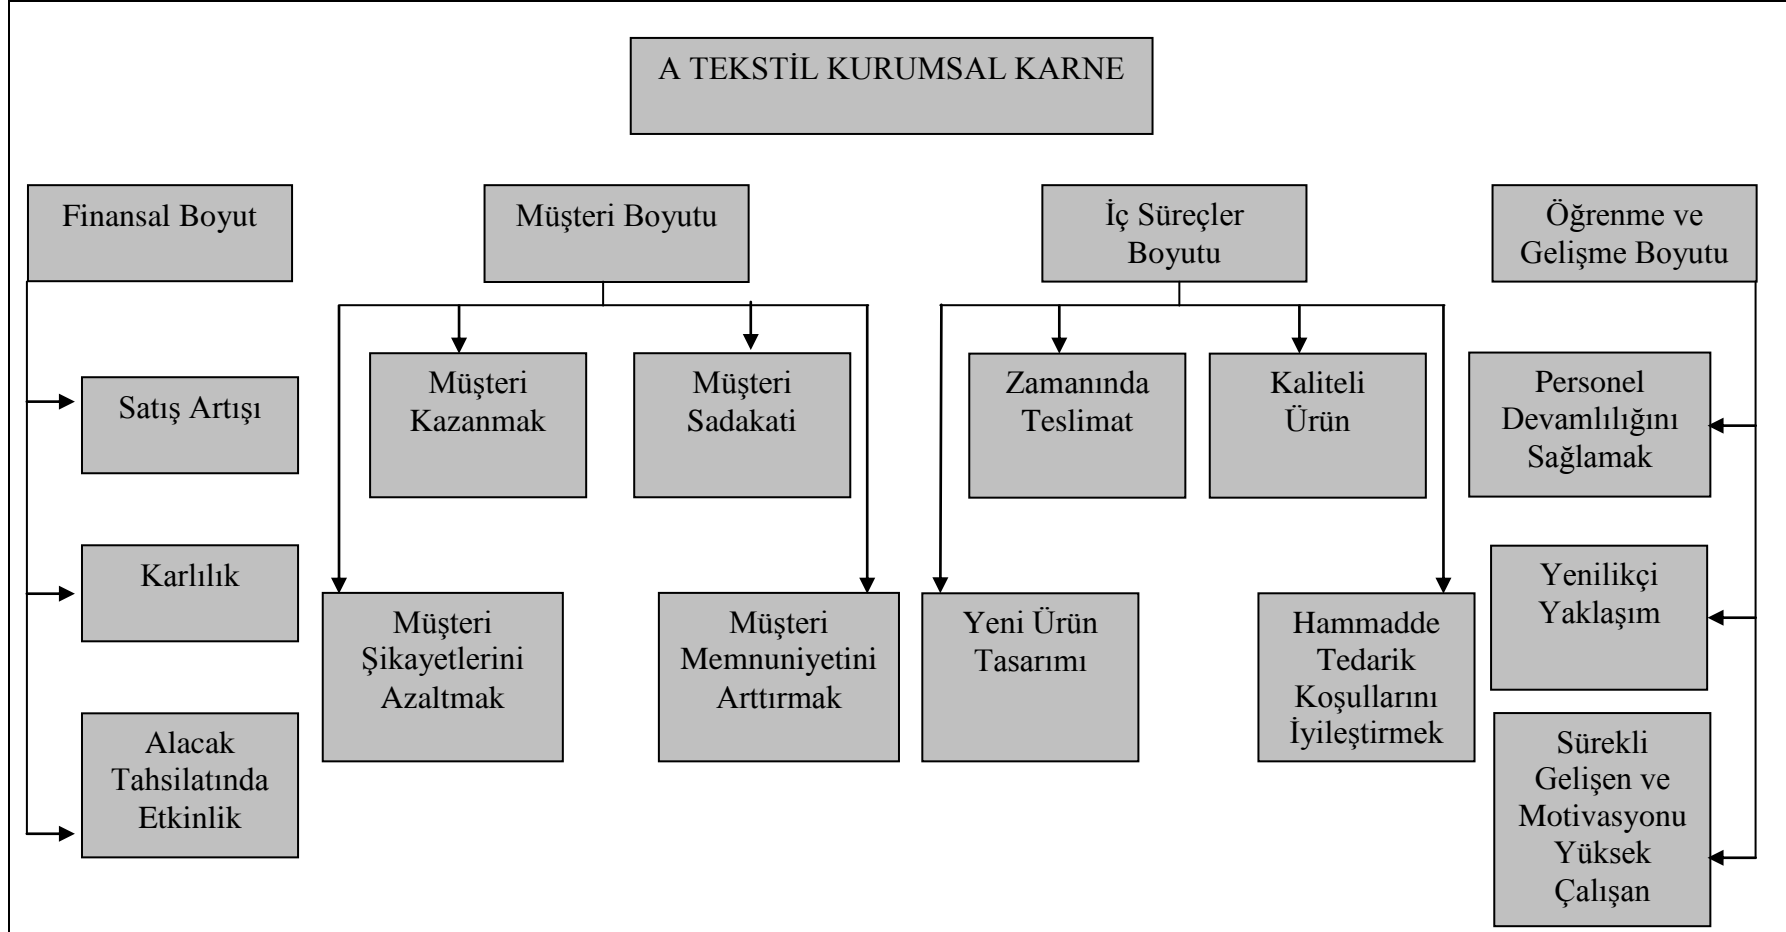 A TEKSTİL KURUMSAL KARNE
Finansal Boyut
Satış Artışı
Karlılık
Alacak
Tahsilatında
Etkinlik
Müşteri Boyutu
Müşteri
Kazanmak
Müşteri
Sadakati
Müşteri
Şikayetlerini
Azaltmak
Müşteri
Memnuniyetini
Arttırmak
İç Süreçler
Boyutu
Zamanında
Teslimat
Kaliteli
Ürün
Yeni Ürün
Tasarımı
Hammadde
Tedarik
Koşullarını
İyileştirmek
Öğrenme ve
Gelişme Boyutu
Personel
Devamlılığını
Sağlamak
Yenilikçi
Yaklaşım
Sürekli
Gelişen ve
Motivasyonu
Yüksek
Çalışan